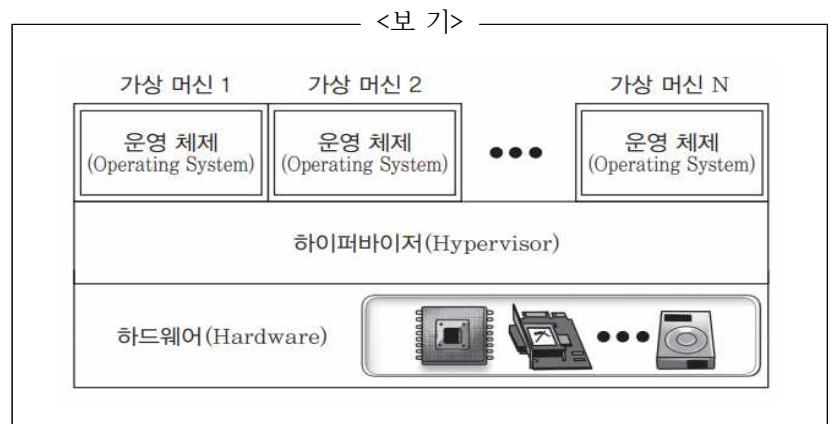 <보 기>
가상 머신 1 가상 머신 2 가상 머신 N
운영 체제 운영 체제 운영 체제
(Operating System) (Operating System) (Operating System)
하이퍼바이저(Hypervisor)
하드웨어(Hardware)